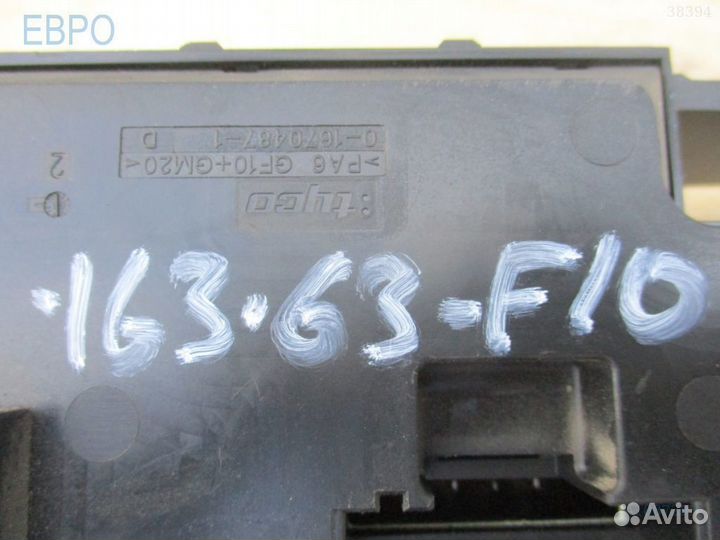 38394
ЕВРО
D 0-1670487-1
>PA6 GF10+GM20<
2
:tyco
·163·63-F10
Avito